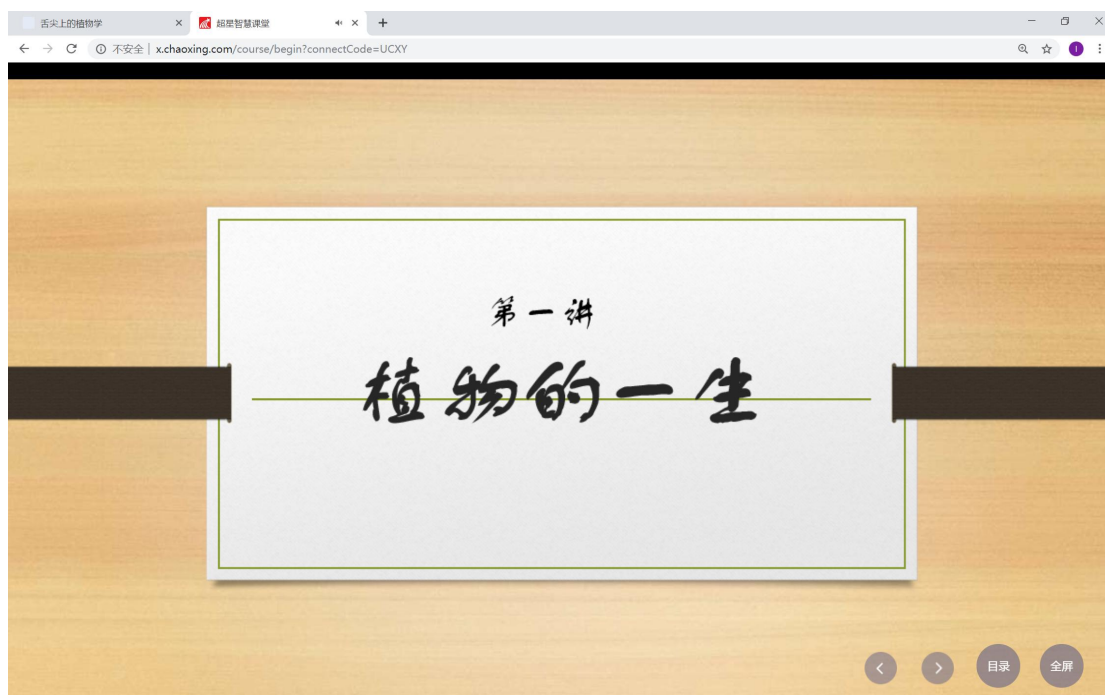 舌尖上的植物学
超星智慧课堂
不安全 | x.chaoxing.com/course/begin?connectCode=UCXY
I
第一讲
植物的一生
目录
全屏